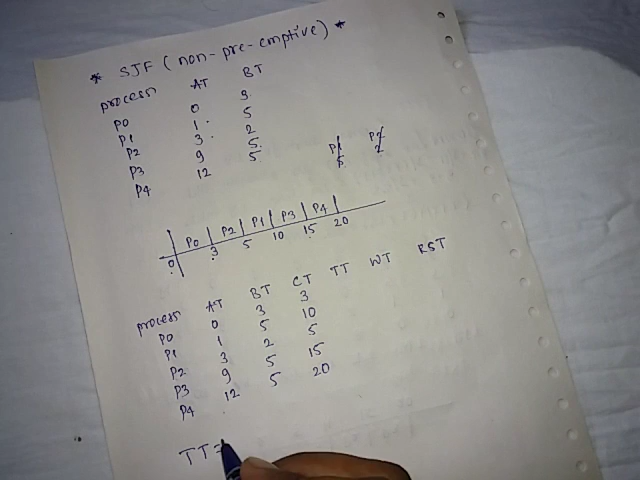 * SJF (non-pre-emptive) *
process AT BT
P0 0 3
P1 1 5
P2 3 2
P3 9 5
P4 12 5
P1 P2
5 2
P0 | P2 | P1 | P3 | P4 |
0 3 5 10 15 20
process AT BT CT TT WT RST
P0 0 3 3
P1 1 5 10
P2 3 2 5
P3 9 5 15
P4 12 5 20
TT=